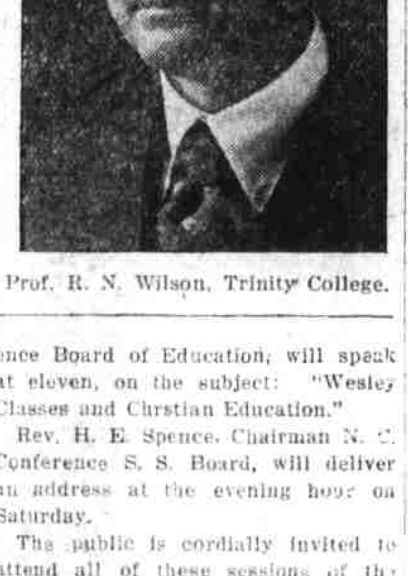 Prof. R. N. Wilson, Trinity College.
ence Board of Education, will speak
at eleven, on the subject: "Wesley
Classes and Chrstian Education."
Rev. H. E. Spence, Chairman N. C.
Conference S. S. Board, will deliver
an address at the evening hour on
Saturday.
The public is cordially invited to
attend all of these sessions of the